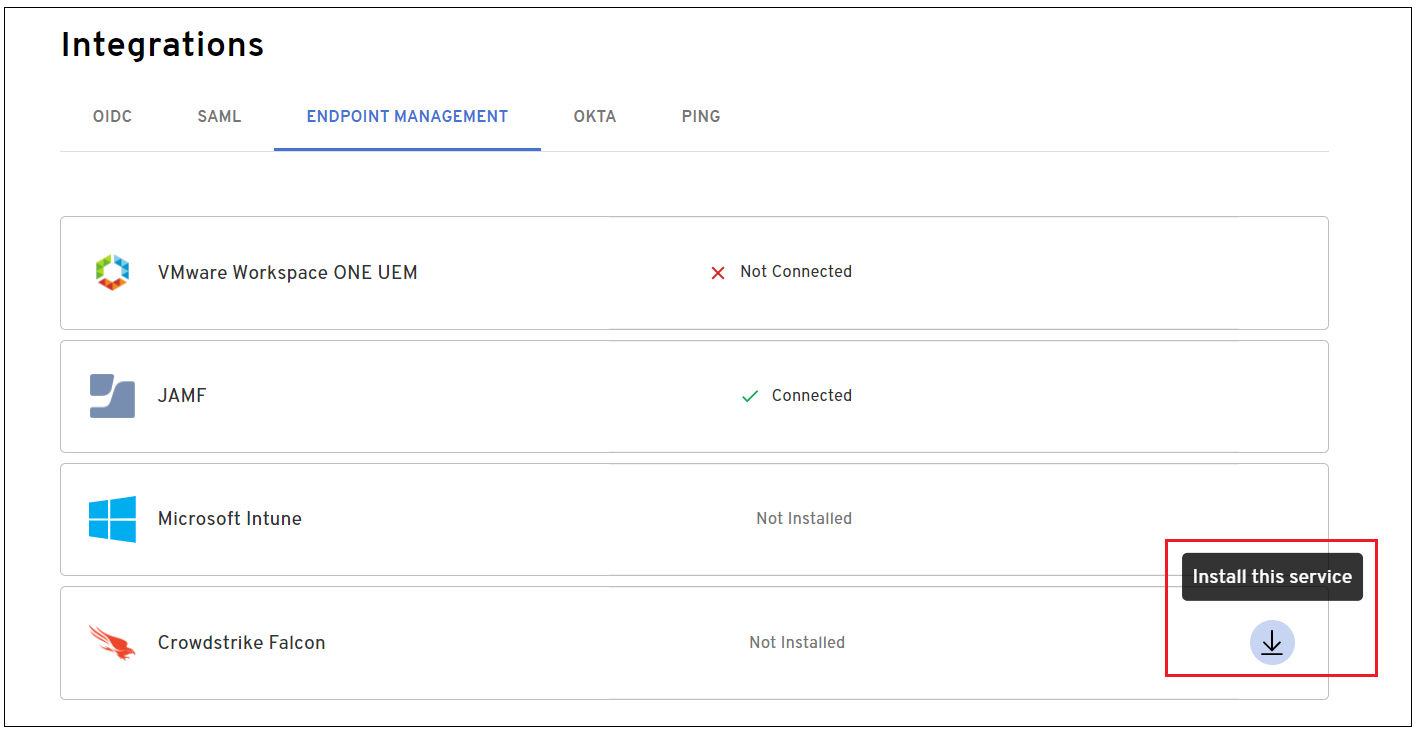 Integrations
OIDC SAML ENDPOINT MANAGEMENT OKTA PING
VMware Workspace ONE UEM Not Connected
JAMF Connected
Microsoft Intune Not Installed
Install this service
Crowdstrike Falcon Not Installed